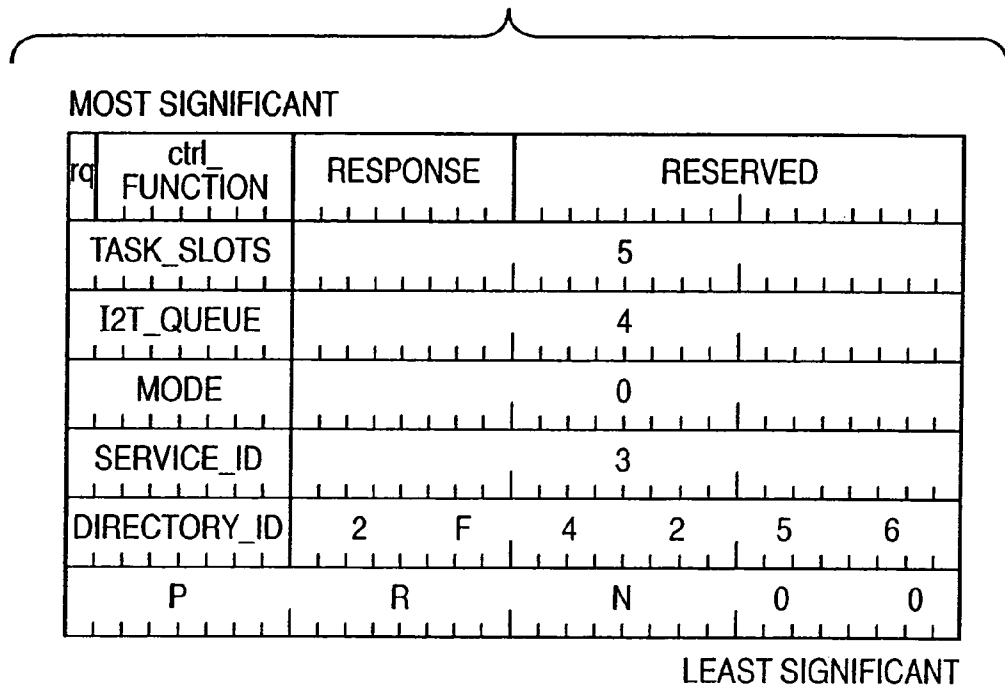 MOST SIGNIFICANT
rq ctrl_ FUNCTION RESPONSE RESERVED
TASK_SLOTS 5
I2T_QUEUE 4
MODE 0
SERVICE_ID 3
DIRECTORY_ID 2 F 4 2 5 6
P R N 0 0
LEAST SIGNIFICANT